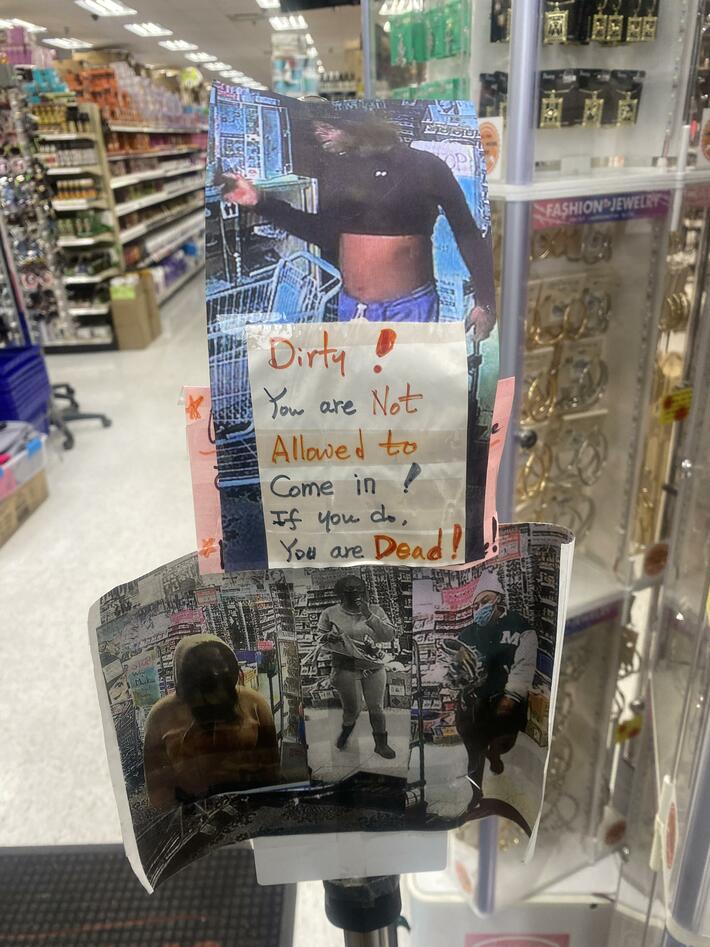 FASHION JEWELRY
Dirty !
You are Not
Allowed to
Come in !
If you do,
You are Dead!
M